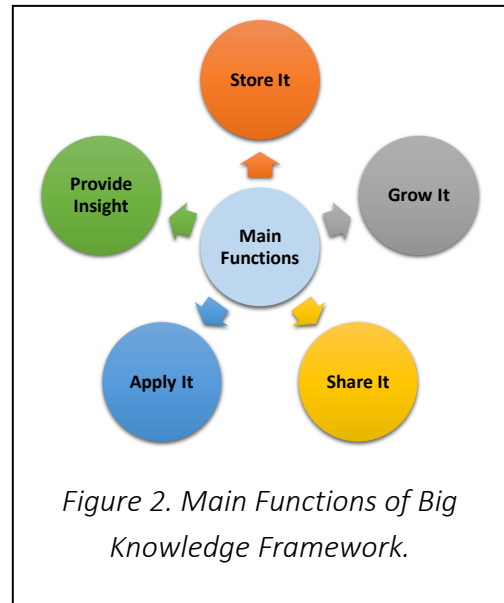 Store It
Provide
Insight
Grow It
Main
Functions
Apply It
Share It
Figure 2. Main Functions of Big
Knowledge Framework.